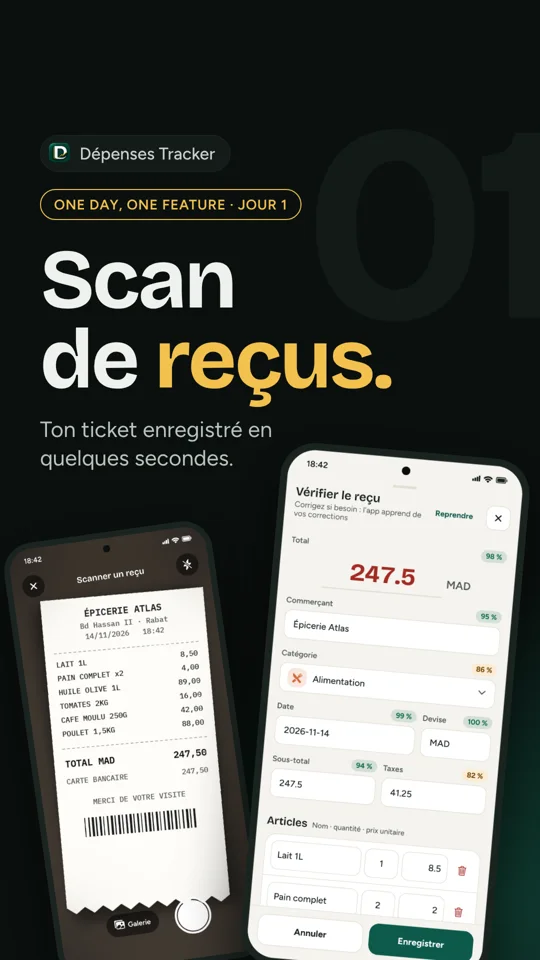 01
Dépenses Tracker
ONE DAY, ONE FEATURE · JOUR 1
Scan
de reçus.
Ton ticket enregistré en
quelques secondes.
18:42
Scanner un reçu
ÉPICERIE ATLAS
Bd Hassan II · Rabat
14/11/2026 18:42
LAIT 1L 8,50
PAIN COMPLET x2 4,00
HUILE OLIVE 1L 89,00
TOMATES 2KG 16,00
CAFE MOULU 250G 42,00
POULET 1,5KG 88,00
TOTAL MAD 247,50
CARTE BANCAIRE 247,50
MERCI DE VOTRE VISITE
Galerie
18:42
Vérifier le reçu
Corrigez si besoin : l'app apprend de
vos corrections
Reprendre
Total 98 %
247.5 MAD
Commerçant 95 %
Épicerie Atlas
Catégorie 86 %
Alimentation
Date 99 % Devise 100 %
2026-11-14 MAD
Sous-total 94 % Taxes 82 %
247.5 41.25
Articles Nom · quantité · prix unitaire
Lait 1L 1 8.5
Pain complet 2 2
Annuler Enregistrer